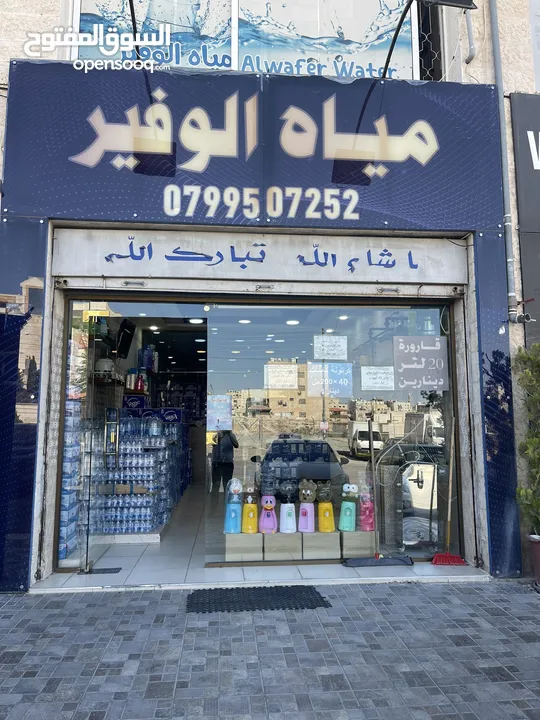 السوق المفتوح
opensooq.com
مياه الوفير Alwafer Water
مياه الوفير
0799507252
ما شاء الله تبارك الله
قارورة
20 لتر
دينارين